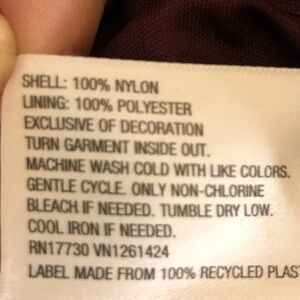 SHELL: 100% NYLON
LINING: 100% POLYESTER
EXCLUSIVE OF DECORATION
TURN GARMENT INSIDE OUT.
MACHINE WASH COLD WITH LIKE COLORS.
GENTLE CYCLE. ONLY NON-CHLORINE
BLEACH IF NEEDED. TUMBLE DRY LOW.
COOL IRON IF NEEDED.
RN17730 VN1261424
LABEL MADE FROM 100% RECYCLED PLAS